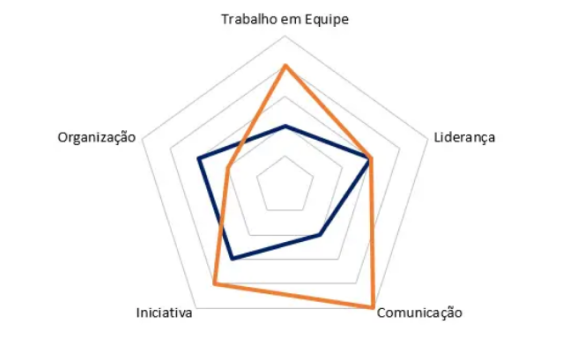 Trabalho em Equipe
Organização
Liderança
Iniciativa
Comunicação